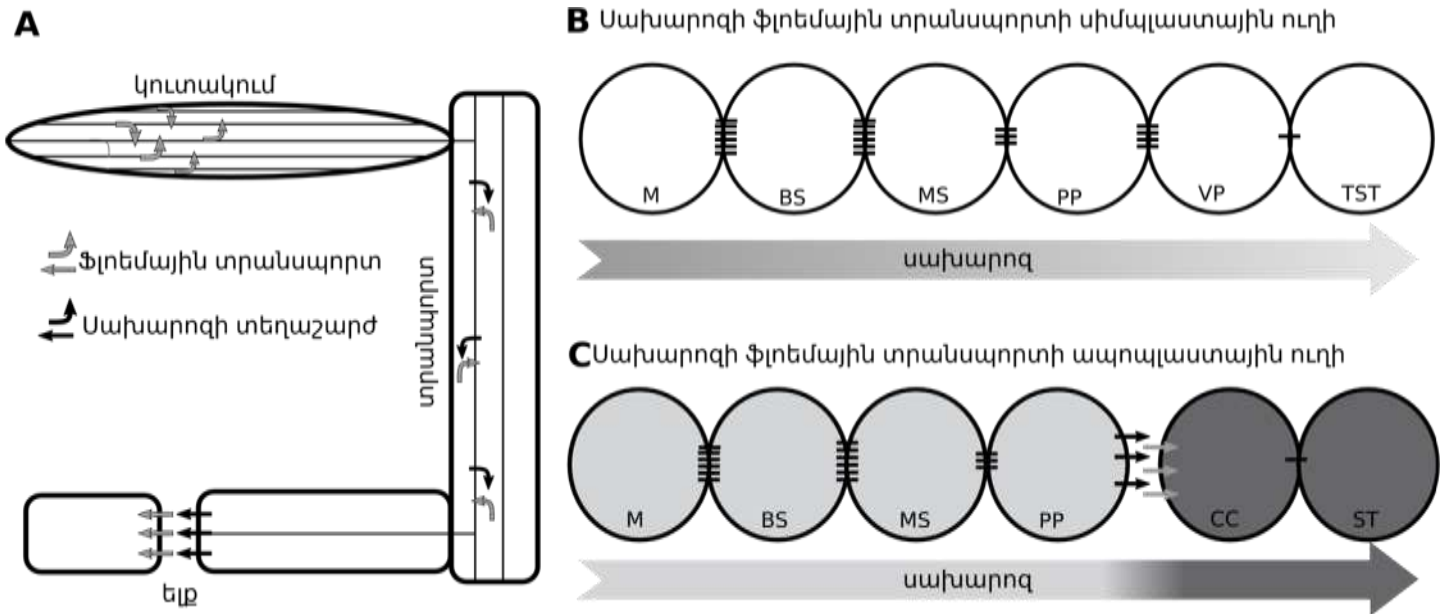 A
կուտակում
Ֆլոեմային տրանսպորտ
Սախարոզի տեղաշարժ
տրանսպորտ
ելք
B Սախարոզի ֆլոեմային տրանսպորտի սիմպլաստային ուղի
M BS MS PP VP TST
սախարոզ
C Սախարոզի ֆլոեմային տրանսպորտի ապոպլաստային ուղի
M BS MS PP CC ST
սախարոզ